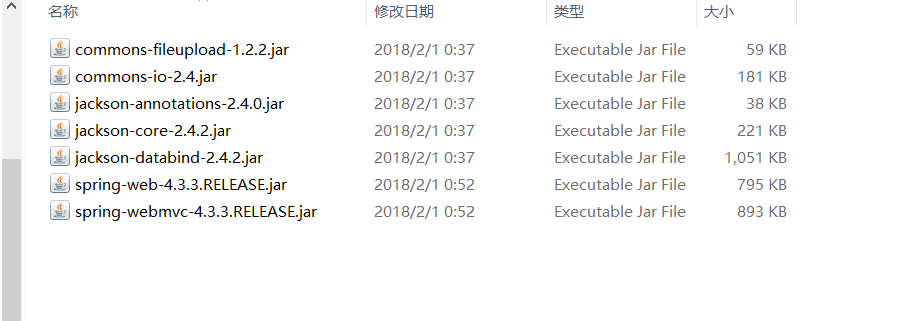 名称 修改日期 类型 大小
commons-fileupload-1.2.2.jar 2018/2/1 0:37 Executable Jar File 59 KB
commons-io-2.4.jar 2018/2/1 0:37 Executable Jar File 181 KB
jackson-annotations-2.4.0.jar 2018/2/1 0:37 Executable Jar File 38 KB
jackson-core-2.4.2.jar 2018/2/1 0:37 Executable Jar File 221 KB
jackson-databind-2.4.2.jar 2018/2/1 0:37 Executable Jar File 1,051 KB
spring-web-4.3.3.RELEASE.jar 2018/2/1 0:52 Executable Jar File 795 KB
spring-webmvc-4.3.3.RELEASE.jar 2018/2/1 0:52 Executable Jar File 893 KB